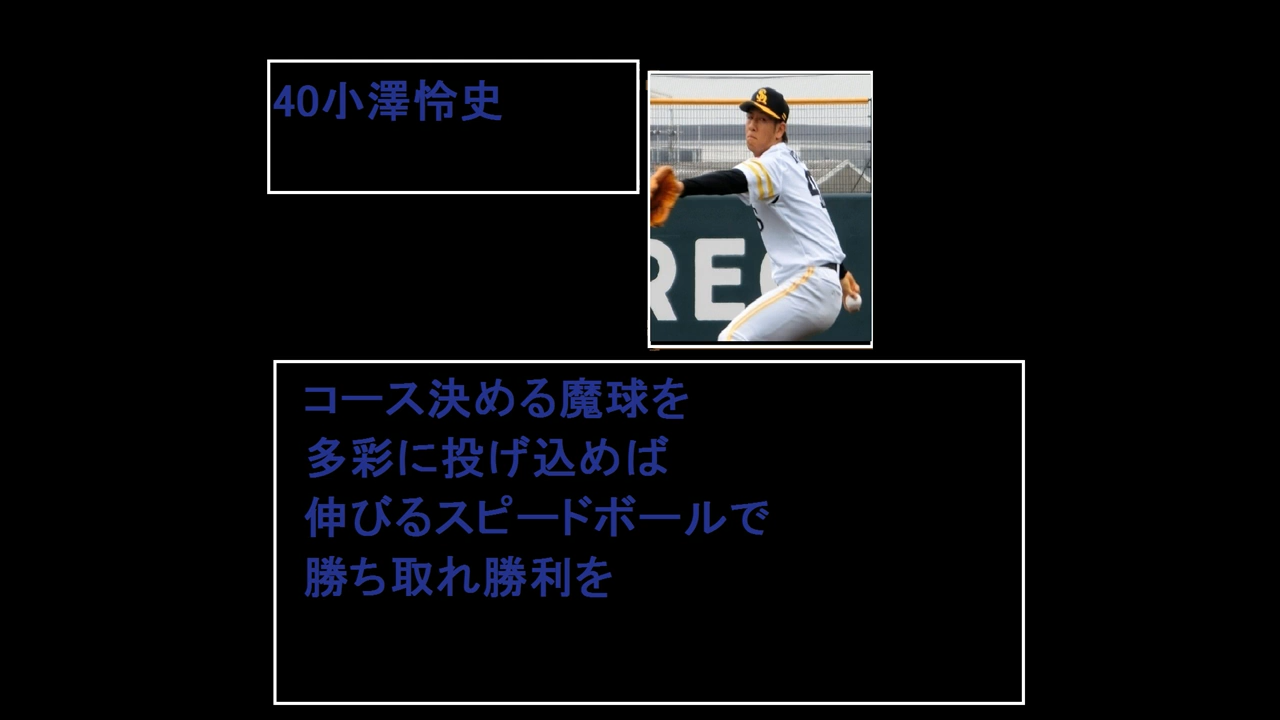 40小澤怜史
コース決める魔球を
多彩に投げ込めば
伸びるスピードボールで
勝ち取れ勝利を
REC